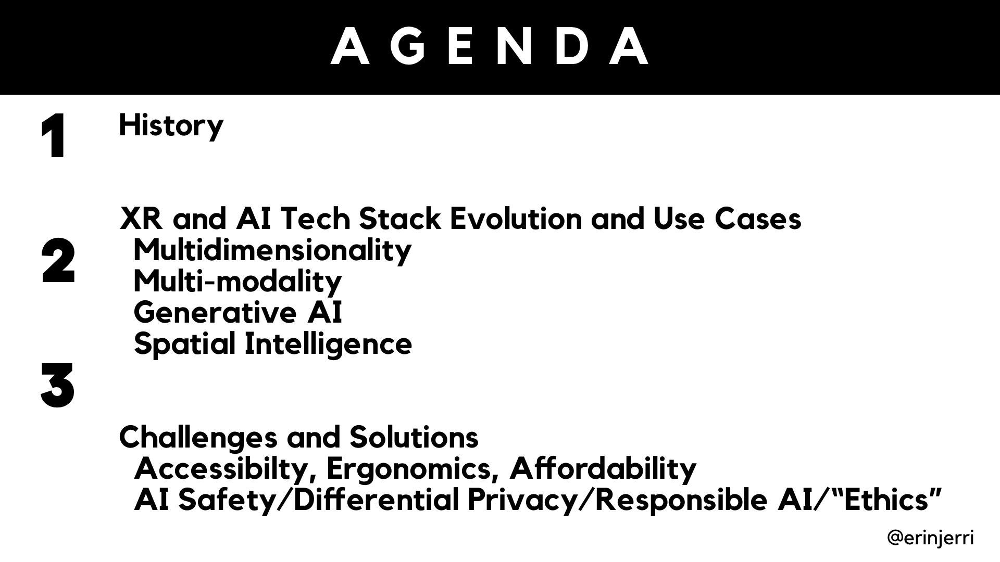 AGENDA
1 History
XR and AI Tech Stack Evolution and Use Cases
Multidimensionality
2
Multi-modality
Generative AI
Spatial Intelligence
3
Challenges and Solutions
Accessibilty, Ergonomics, Affordability
AI Safety/Differential Privacy/Responsible AI/“Ethics”
@erinjerri